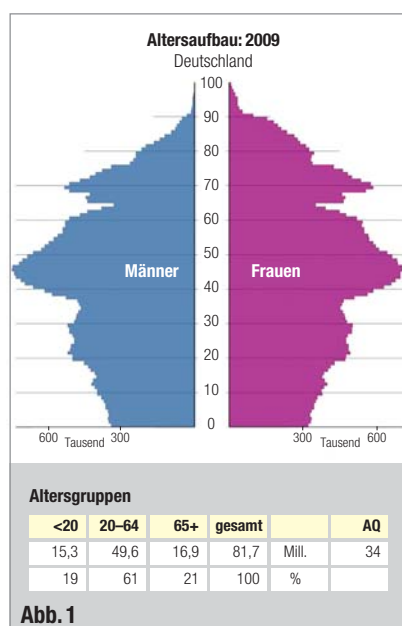 Altersaufbau: 2009
Deutschland
100
90
80
70
60
50
Männer
Frauen
40
30
20
10
0
600 Tausend 300
300 Tausend 600
Altersgruppen
<20 20–64 65+ gesamt AQ
15,3 49,6 16,9 81,7 Mill. 34
19 61 21 100 %
Abb. 1